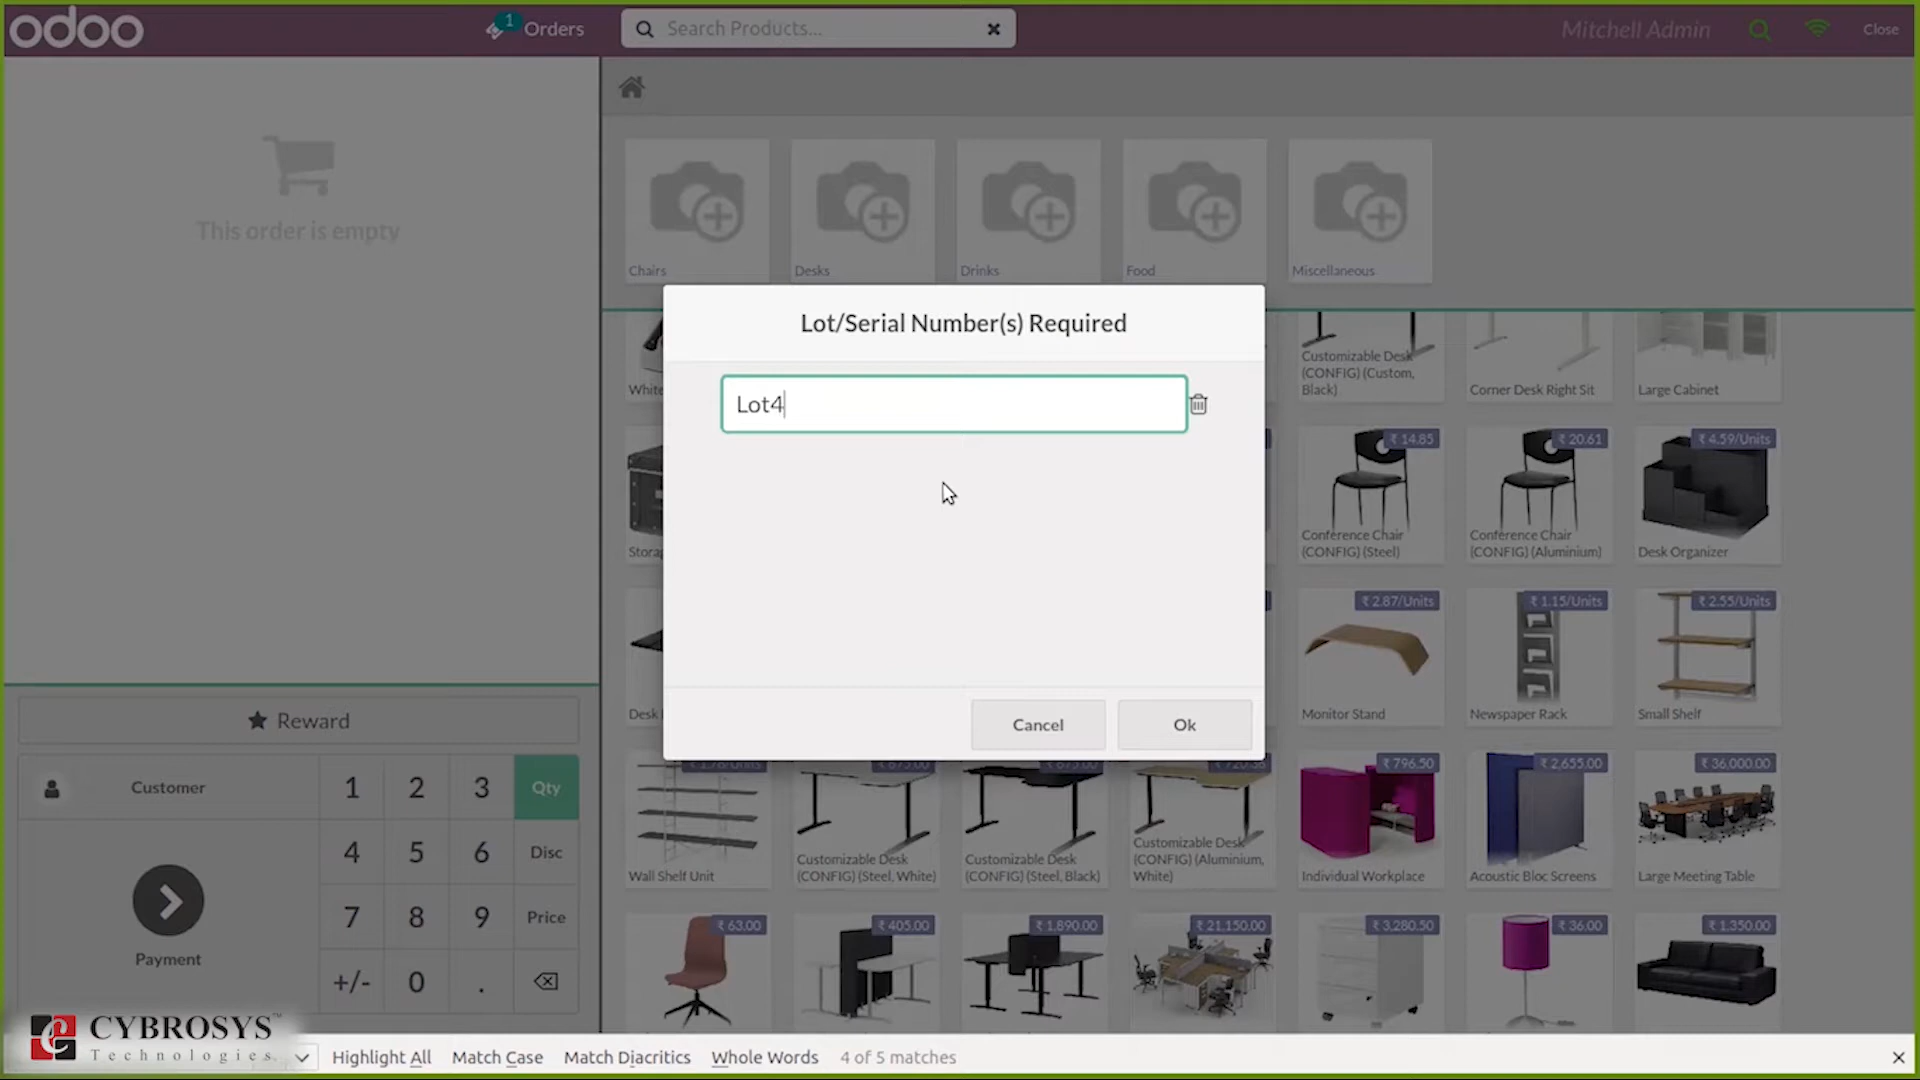 odoo
1
Orders
Search Products...
Mitchell Admin
Close
This order is empty
Chairs
Desks
Drinks
Food
Miscellaneous
Lot/Serial Number(s) Required
Lot4
Cancel
Ok
White
Customizable Desk
(CONFIG) (Custom,
Black)
Corner Desk Right Sit
Large Cabinet
₹ 14.85
₹ 20.61
₹ 4.59/Units
Conference Chair
(CONFIG) (Steel)
Conference Chair
(CONFIG) (Aluminium)
Desk Organizer
₹ 2.87/Units
₹ 1.15/Units
₹ 2.55/Units
Desk
Monitor Stand
Newspaper Rack
Small Shelf
₹ 796.50
₹ 2,655.00
₹ 36,000.00
Wall Shelf Unit
Customizable Desk
(CONFIG) (Steel, White)
Customizable Desk
(CONFIG) (Steel, Black)
Customizable Desk
(CONFIG) (Aluminium,
White)
Individual Workplace
Acoustic Bloc Screens
Large Meeting Table
₹ 63.00
₹ 405.00
₹ 1,890.00
₹ 21,150.00
₹ 3,280.50
₹ 36.00
₹ 1,350.00
Reward
Customer
1 2 3 Qty
4 5 6 Disc
7 8 9 Price
+/- 0 .
Payment
CYBROSYS™
Technologies
Highlight All Match Case Match Diacritics Whole Words 4 of 5 matches